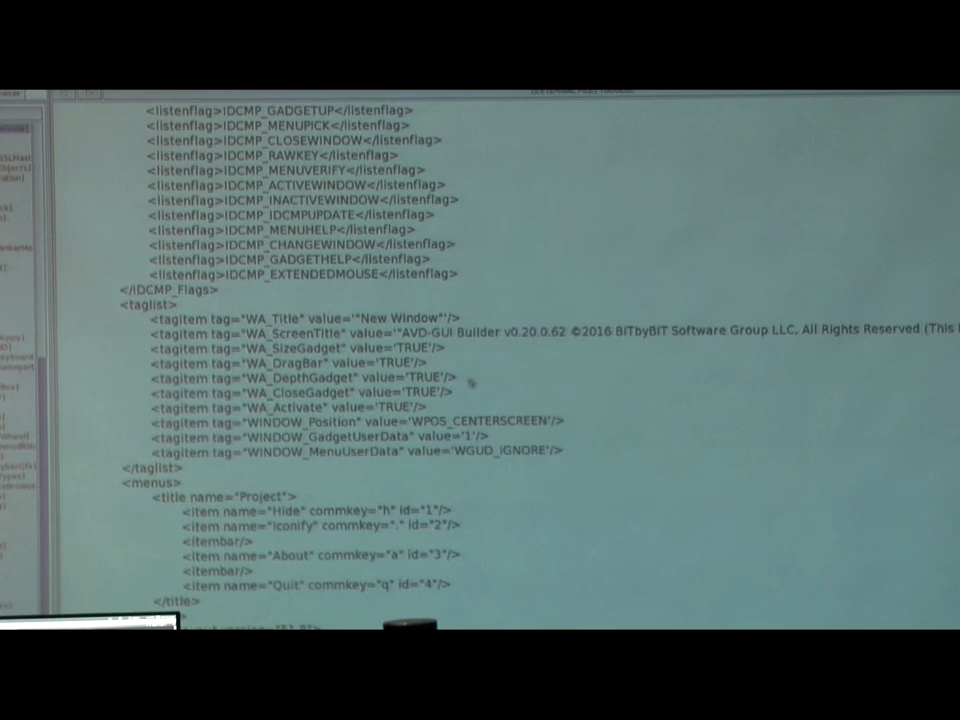 <listenflag>IDCMP_GADGETUP</listenflag>
<listenflag>IDCMP_MENUPICK</listenflag>
<listenflag>IDCMP_CLOSEWINDOW</listenflag>
<listenflag>IDCMP_RAWKEY</listenflag>
<listenflag>IDCMP_MENUVERIFY</listenflag>
<listenflag>IDCMP_ACTIVEWINDOW</listenflag>
<listenflag>IDCMP_INACTIVEWINDOW</listenflag>
<listenflag>IDCMP_IDCMPUPDATE</listenflag>
<listenflag>IDCMP_MENUHELP</listenflag>
<listenflag>IDCMP_CHANGEWINDOW</listenflag>
<listenflag>IDCMP_GADGETHELP</listenflag>
<listenflag>IDCMP_EXTENDEDMOUSE</listenflag>
</IDCMP_Flags>
<taglist>
<tagitem tag="WA_Title" value='"New Window"'/>
<tagitem tag="WA_ScreenTitle" value='"AVD-GUI Builder v0.20.0.62 ©2016 BITbyBIT Software Group LLC, All Rights Reserved (This
<tagitem tag="WA_SizeGadget" value='TRUE'/>
<tagitem tag="WA_DragBar" value='TRUE'/>
<tagitem tag="WA_DepthGadget" value='TRUE'/>
<tagitem tag="WA_CloseGadget" value='TRUE'/>
<tagitem tag="WA_Activate" value='TRUE'/>
<tagitem tag="WINDOW_Position" value='WPOS_CENTERSCREEN'/>
<tagitem tag="WINDOW_GadgetUserData" value='1'/>
<tagitem tag="WINDOW_MenuUserData" value='WGUD_IGNORE'/>
</taglist>
<menus>
<title name="Project">
<item name="Hide" commkey="h" id="1"/>
<item name="Iconify" commkey="." id="2"/>
<itembar/>
<item name="About" commkey="a" id="3"/>
<itembar/>
<item name="Quit" commkey="q" id="4"/>
</title>